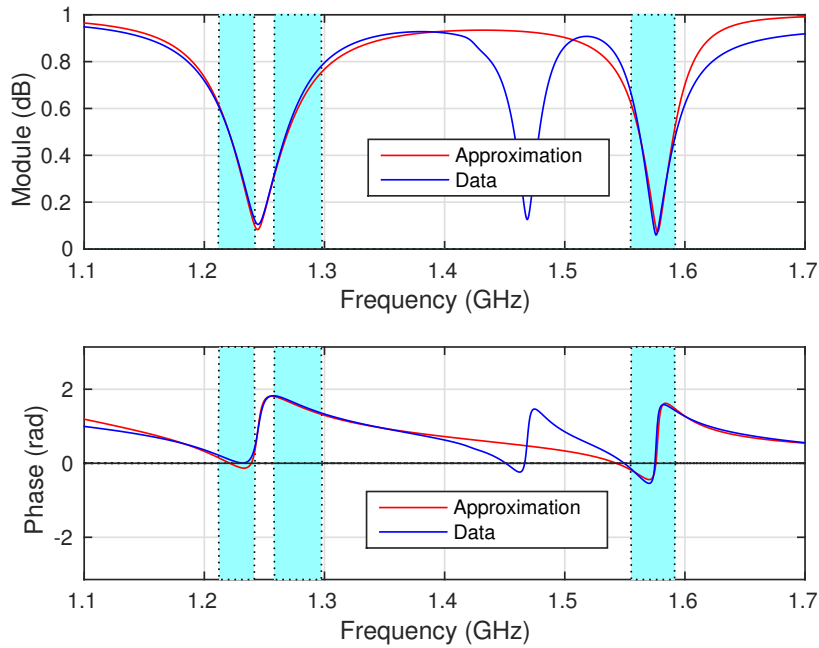 1
0.8
0.6
0.4
0.2
0
Module (dB)
Approximation
Data
1.1 1.2 1.3 1.4 1.5 1.6 1.7
Frequency (GHz)
2
0
-2
Phase (rad)
Approximation
Data
1.1 1.2 1.3 1.4 1.5 1.6 1.7
Frequency (GHz)